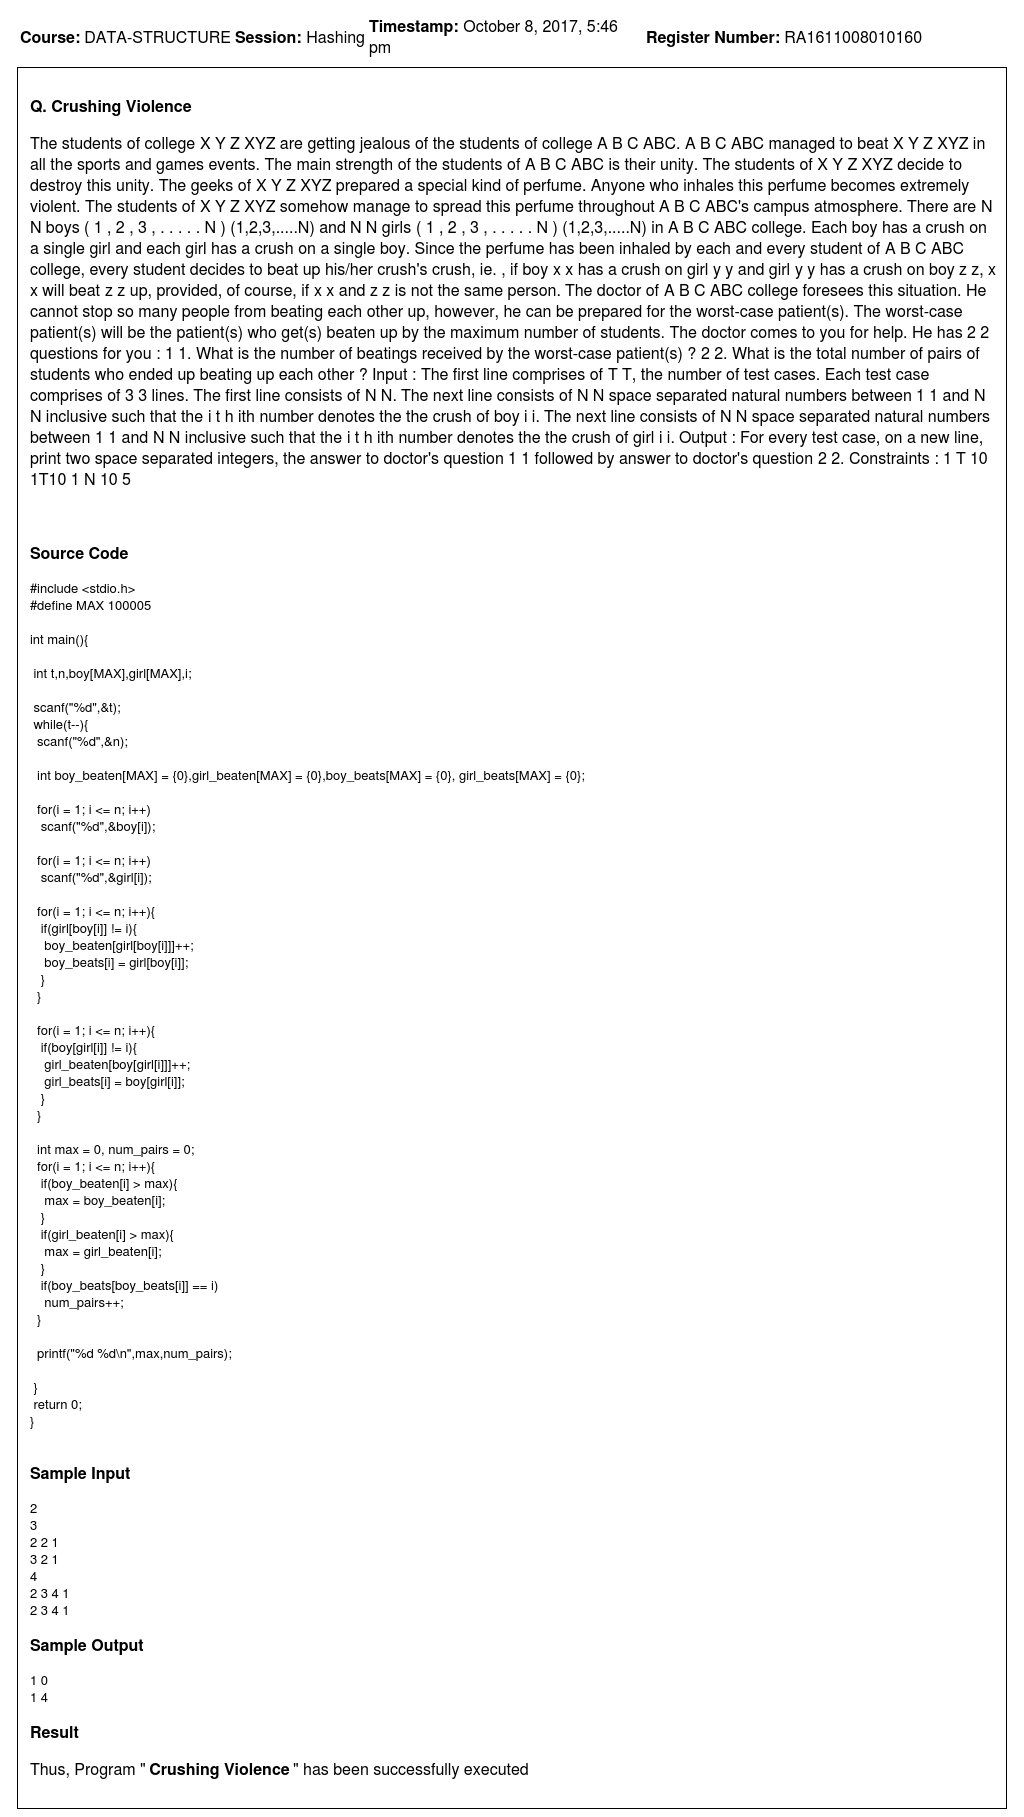 Course: DATA-STRUCTURE Session: Hashing Timestamp: October 8, 2017, 5:46 pm Register Number: RA1611008010160
Q. Crushing Violence
The students of college X Y Z XYZ are getting jealous of the students of college A B C ABC. A B C ABC managed to beat X Y Z XYZ in
all the sports and games events. The main strength of the students of A B C ABC is their unity. The students of X Y Z XYZ decide to
destroy this unity. The geeks of X Y Z XYZ prepared a special kind of perfume. Anyone who inhales this perfume becomes extremely
violent. The students of X Y Z XYZ somehow manage to spread this perfume throughout A B C ABC's campus atmosphere. There are N
N boys ( 1 , 2 , 3 , . . . . . N ) (1,2,3,.....N) and N N girls ( 1 , 2 , 3 , . . . . . N ) (1,2,3,.....N) in A B C ABC college. Each boy has a crush on
a single girl and each girl has a crush on a single boy. Since the perfume has been inhaled by each and every student of A B C ABC
college, every student decides to beat up his/her crush's crush, ie. , if boy x x has a crush on girl y y and girl y y has a crush on boy z z, x
x will beat z z up, provided, of course, if x x and z z is not the same person. The doctor of A B C ABC college foresees this situation. He
cannot stop so many people from beating each other up, however, he can be prepared for the worst-case patient(s). The worst-case
patient(s) will be the patient(s) who get(s) beaten up by the maximum number of students. The doctor comes to you for help. He has 2 2
questions for you : 1 1. What is the number of beatings received by the worst-case patient(s) ? 2 2. What is the total number of pairs of
students who ended up beating up each other ? Input : The first line comprises of T T, the number of test cases. Each test case
comprises of 3 3 lines. The first line consists of N N. The next line consists of N N space separated natural numbers between 1 1 and N
N inclusive such that the i t h ith number denotes the the crush of boy i i. The next line consists of N N space separated natural numbers
between 1 1 and N N inclusive such that the i t h ith number denotes the the crush of girl i i. Output : For every test case, on a new line,
print two space separated integers, the answer to doctor's question 1 1 followed by answer to doctor's question 2 2. Constraints : 1 T 10
1T10 1 N 10 5
Source Code
#include <stdio.h>
#define MAX 100005
int main(){
int t,n,boy[MAX],girl[MAX],i;
scanf("%d",&t);
while(t--){
scanf("%d",&n);
int boy_beaten[MAX] = {0},girl_beaten[MAX] = {0},boy_beats[MAX] = {0}, girl_beats[MAX] = {0};
for(i = 1; i <= n; i++)
scanf("%d",&boy[i]);
for(i = 1; i <= n; i++)
scanf("%d",&girl[i]);
for(i = 1; i <= n; i++){
if(girl[boy[i]] != i){
boy_beaten[girl[boy[i]]]++;
boy_beats[i] = girl[boy[i]];
}
}
for(i = 1; i <= n; i++){
if(boy[girl[i]] != i){
girl_beaten[boy[girl[i]]]++;
girl_beats[i] = boy[girl[i]];
}
}
int max = 0, num_pairs = 0;
for(i = 1; i <= n; i++){
if(boy_beaten[i] > max){
max = boy_beaten[i];
}
if(girl_beaten[i] > max){
max = girl_beaten[i];
}
if(boy_beats[boy_beats[i]] == i)
num_pairs++;
}
printf("%d %d\n",max,num_pairs);
}
return 0;
}
Sample Input
2
3
2 2 1
3 2 1
4
2 3 4 1
2 3 4 1
Sample Output
1 0
1 4
Result
Thus, Program " Crushing Violence " has been successfully executed